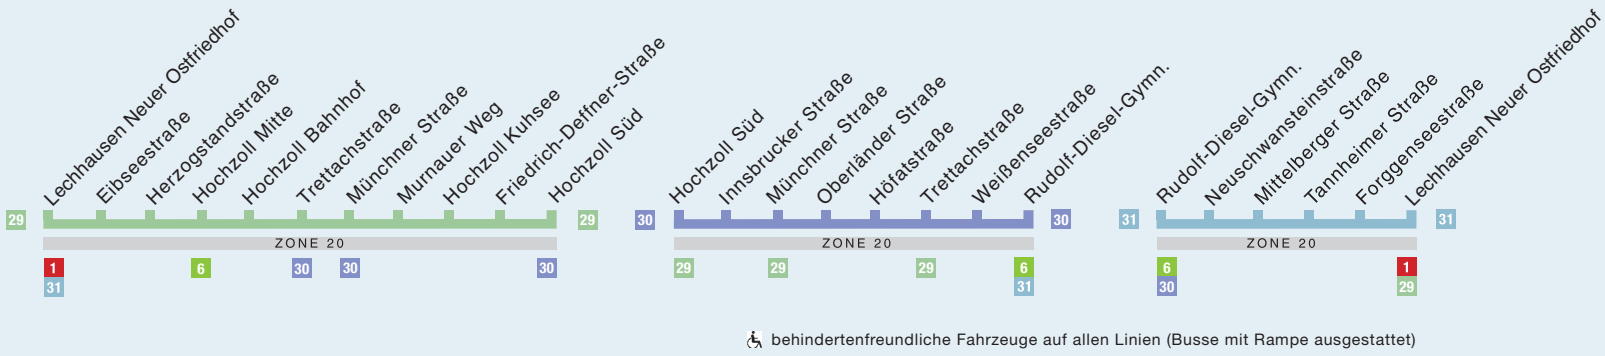 Lechhausen Neuer Ostfriedhof
Eibseestraße
Herzogstandstraße
Hochzoll Mitte
Hochzoll Bahnhof
Trettachstraße
Münchner Straße
Murnauer Weg
Hochzoll Kuhsee
Friedrich-Deffner-Straße
Hochzoll Süd
29
29
ZONE 20
1
31
6
30
30
30
Hochzoll Süd
Innsbrucker Straße
Münchner Straße
Oberländer Straße
Höfatstraße
Trettachstraße
Weißenseestraße
Rudolf-Diesel-Gymn.
30
30
ZONE 20
29
29
29
6
31
Rudolf-Diesel-Gymn.
Neuschwansteinstraße
Mittelberger Straße
Tannheimer Straße
Forggenseestraße
Lechhausen Neuer Ostfriedhof
31
31
ZONE 20
6
30
1
29
behindertenfreundliche Fahrzeuge auf allen Linien (Busse mit Rampe ausgestattet)